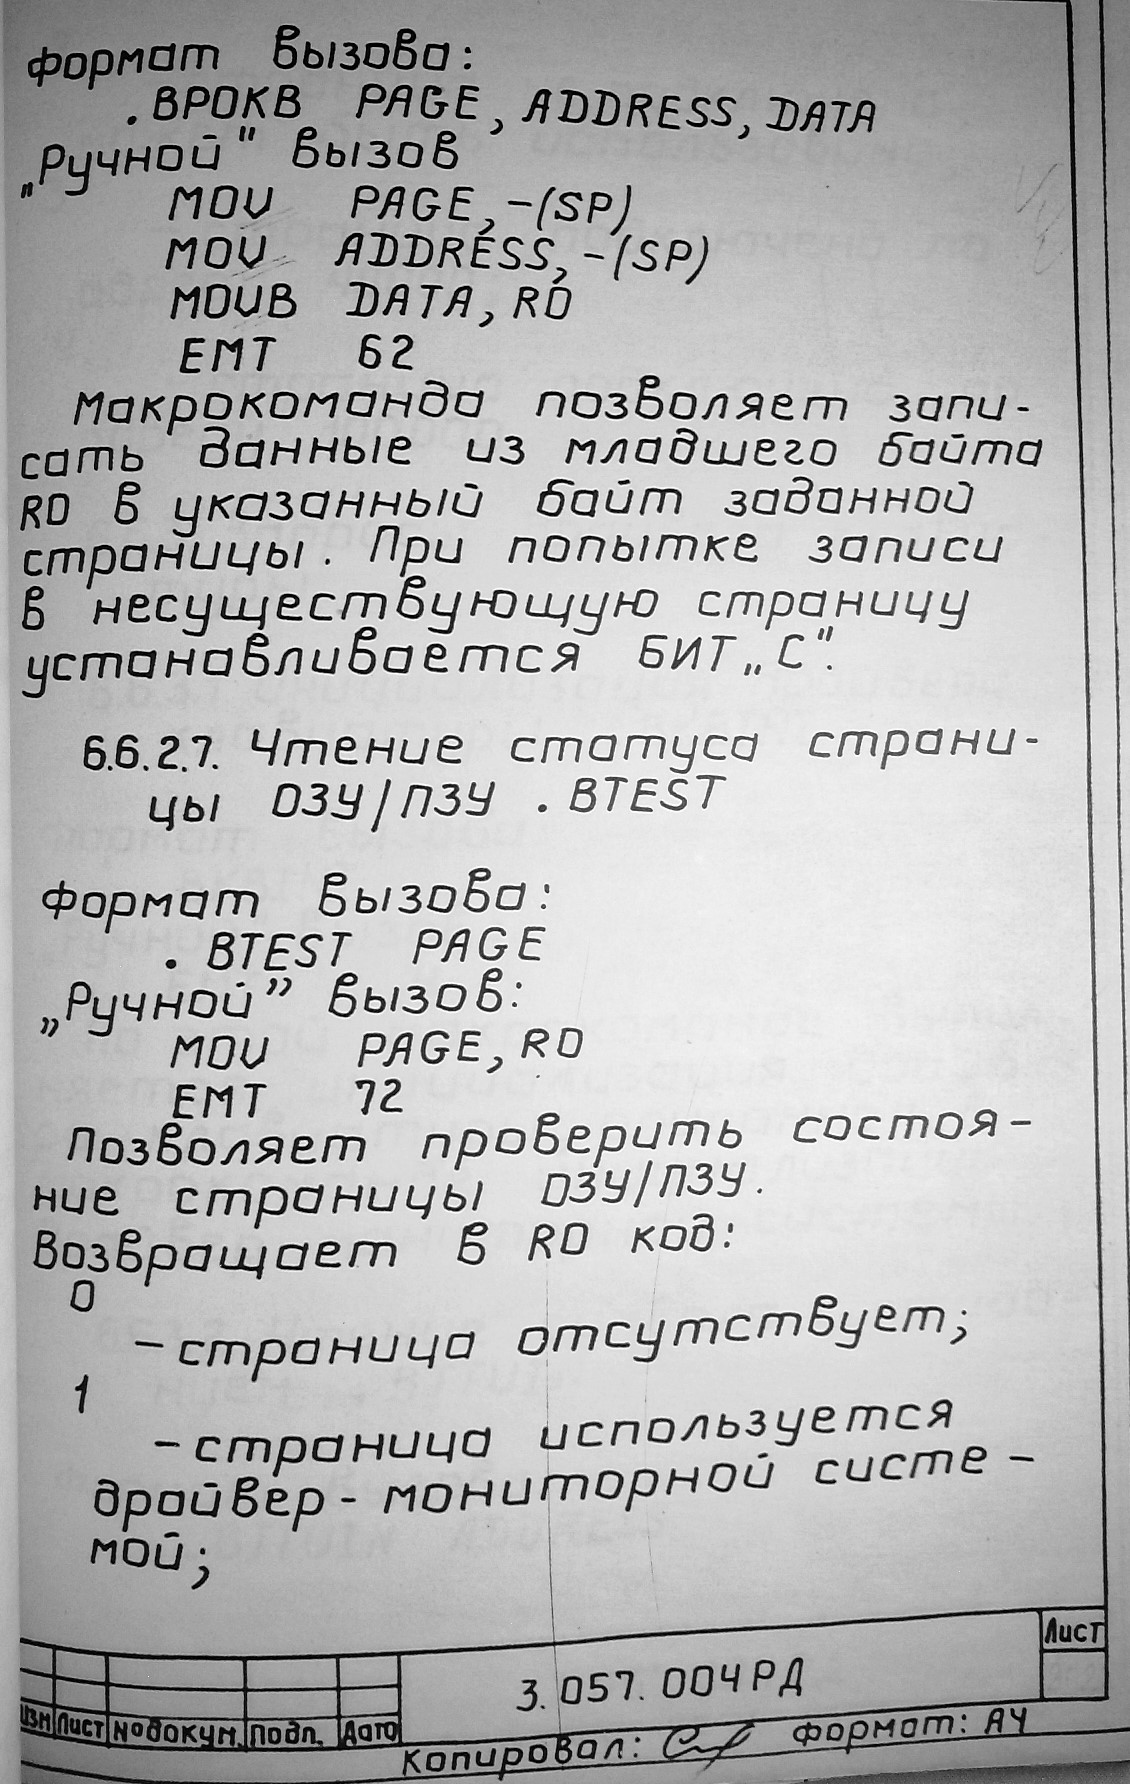 Формат вызова:
.BPOKB PAGE, ADDRESS, DATA
„Ручной" вызов
MOV PAGE, -(SP)
MOV ADDRESS, -(SP)
MOVB DATA, R0
EMT 62
Макрокоманда позволяет запи-
сать данные из младшего байта
R0 в указанный байт заданной
страницы. При попытке записи
в несуществующую страницу
устанавливается БИТ „С".
6.6.2.7. Чтение статуса страни-
цы ОЗУ/ПЗУ .BTEST
Формат вызова:
.BTEST PAGE
„Ручной” вызов:
MOV PAGE, R0
EMT 72
Позволяет проверить состоя-
ние страницы ОЗУ/ПЗУ.
Возвращает в R0 код:
0
- страница отсутствует;
1
- страница используется
драйвер - мониторной систе-
мой;
Лист
3.057.004РД
Изм Лист № докум. Подп. Дата
Копировал: Формат: А4